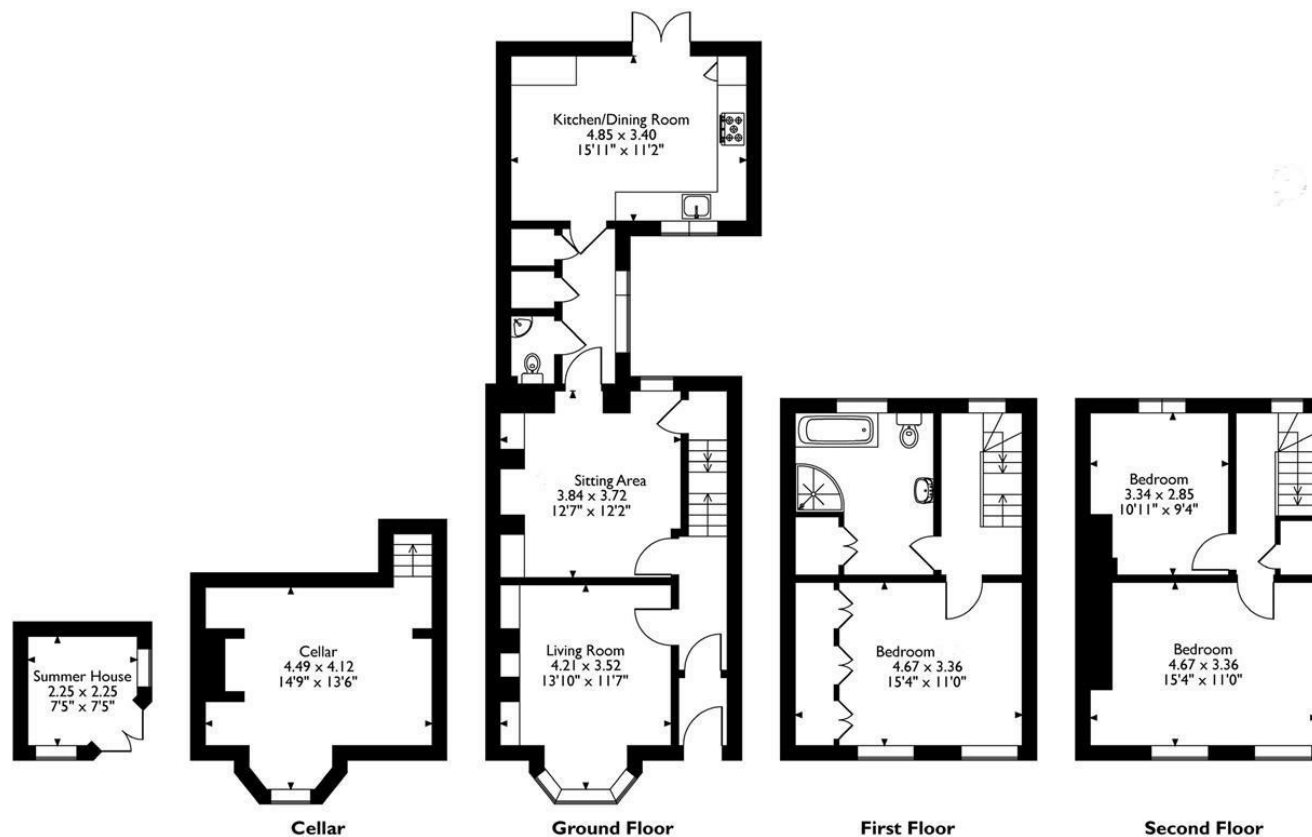 Kitchen/Dining Room
4.85 x 3.40
15'11" x 11'2"
Sitting Area
3.84 x 3.72
12'7" x 12'2"
Living Room
4.21 x 3.52
13'10" x 11'7"
Summer House
2.25 x 2.25
7'5" x 7'5"
Cellar
4.49 x 4.12
14'9" x 13'6"
Bedroom
4.67 x 3.36
15'4" x 11'0"
Bedroom
3.34 x 2.85
10'11" x 9'4"
Bedroom
4.67 x 3.36
15'4" x 11'0"
Cellar
Ground Floor
First Floor
Second Floor